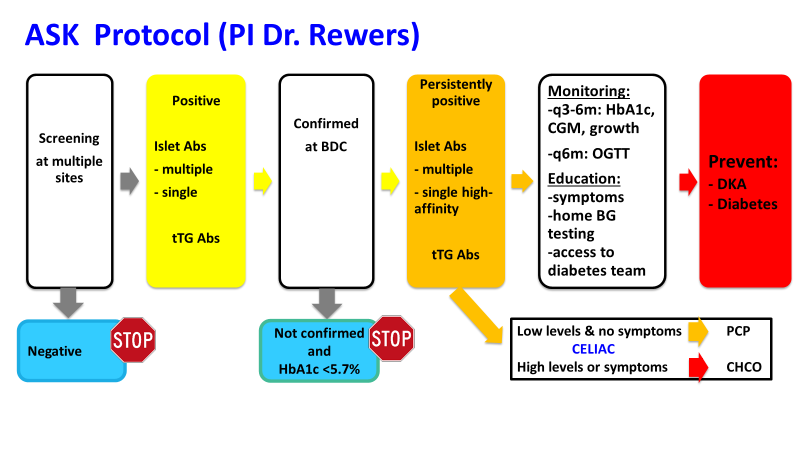 ASK Protocol (PI Dr. Rewers)
Screening
at multiple
sites
Positive
Islet Abs
- multiple
- single
tTG Abs
Confirmed
at BDC
Persistently
positive
Islet Abs
- multiple
- single high-
affinity
tTG Abs
Monitoring:
-q3-6m: HbA1c,
CGM, growth
-q6m: OGTT
Education:
-symptoms
-home BG
testing
-access to
diabetes team
Prevent:
- DKA
- Diabetes
Negative
STOP
Not confirmed
and
HbA1c <5.7%
STOP
Low levels & no symptoms
PCP
CELIAC
High levels or symptoms
CHCO